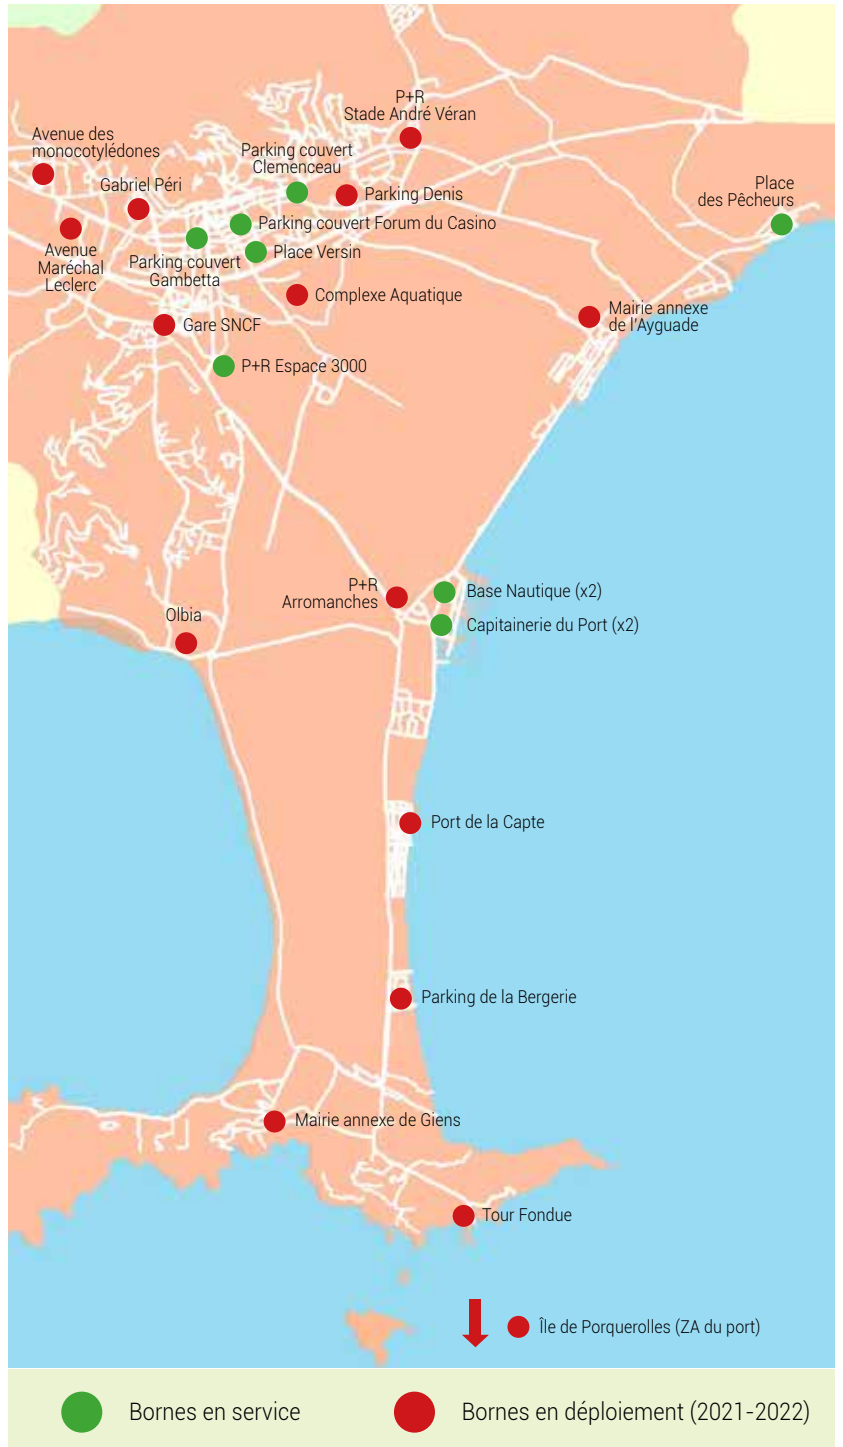 P+R
Stade André Véran
Avenue des
monocotylédones
Parking couvert
Clemenceau
Gabriel Péri
Parking Denis
Place
des Pêcheurs
Parking couvert Forum du Casino
Avenue
Maréchal
Leclerc
Parking couvert
Gambetta
Place Versin
Complexe Aquatique
Mairie annexe
de l'Ayguade
Gare SNCF
P+R Espace 3000
P+R
Arromanches
Base Nautique (x2)
Olbia
Capitainerie du Port (x2)
Port de la Capte
Parking de la Bergerie
Mairie annexe de Giens
Tour Fondue
Île de Porquerolles (ZA du port)
Bornes en service
Bornes en déploiement (2021-2022)